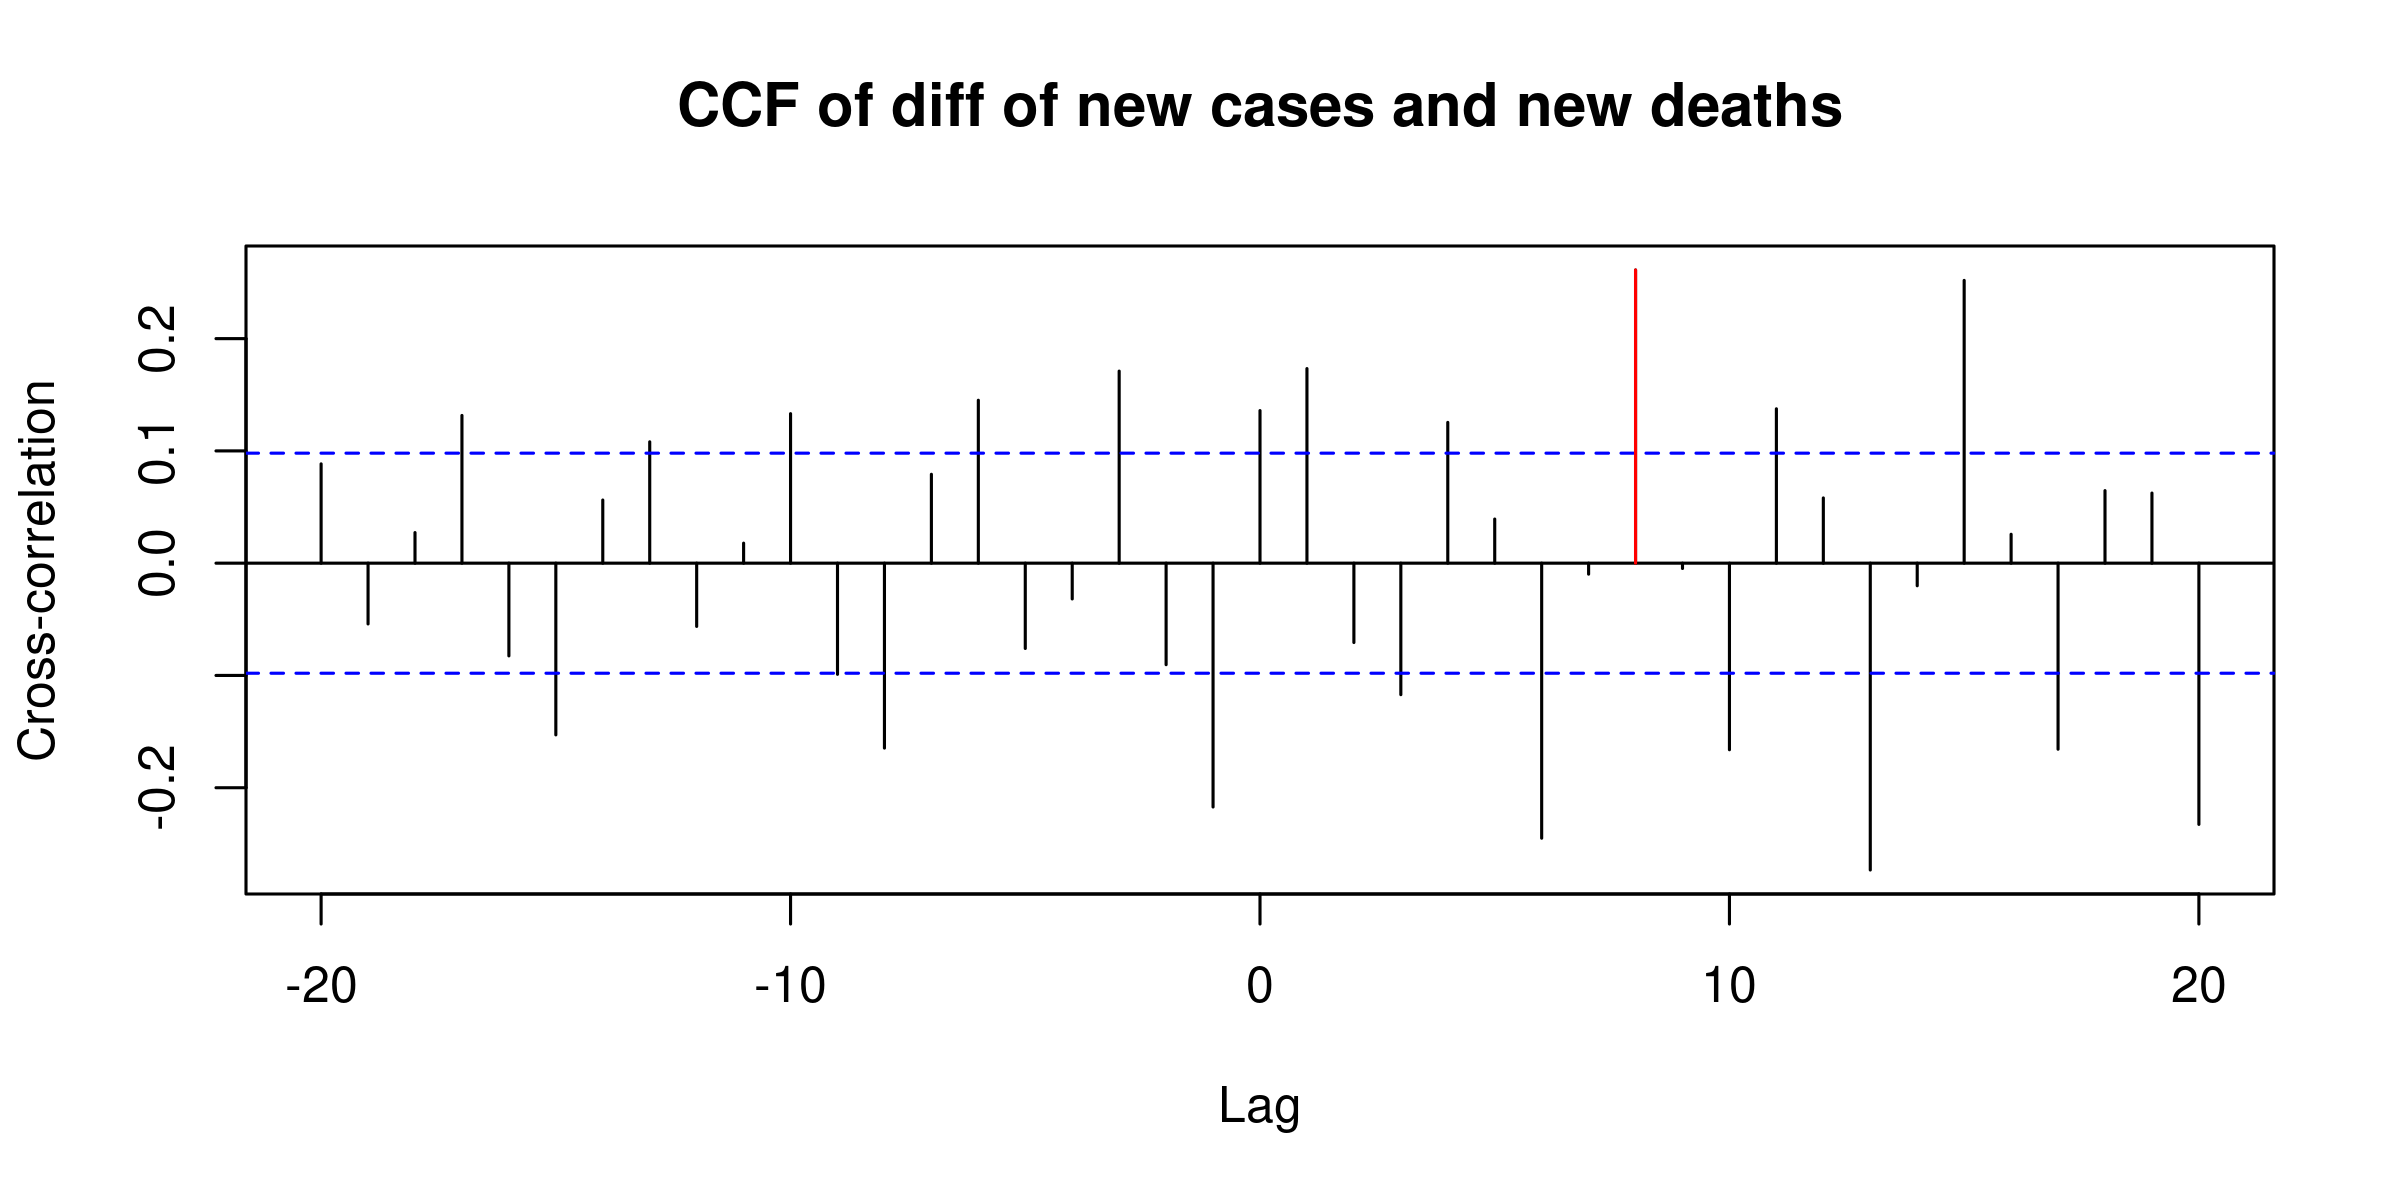 CCF of diff of new cases and new deaths
Cross-correlation
0.2
0.1
0.0
-0.2
-20 -10 0 10 20
Lag